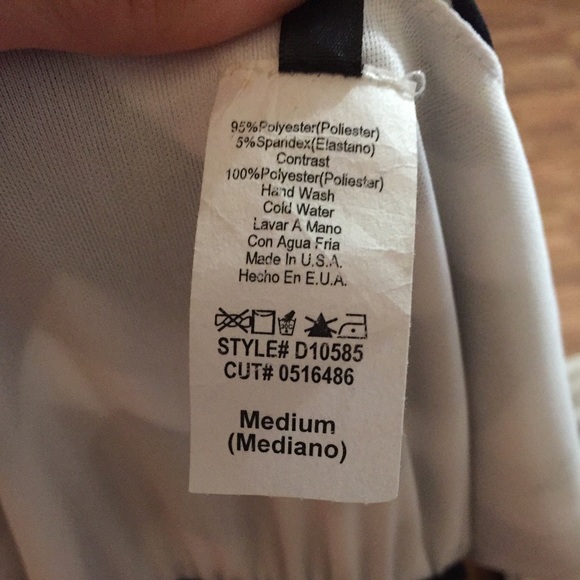 95%Polyester(Poliester)
5%Spandex(Elastano)
Contrast
100%Polyester(Poliester)
Hand Wash
Cold Water
Lavar A Mano
Con Agua Fria
Made In U.S.A.
Hecho En E.U.A.
STYLE# D10585
CUT# 0516486
Medium
(Mediano)